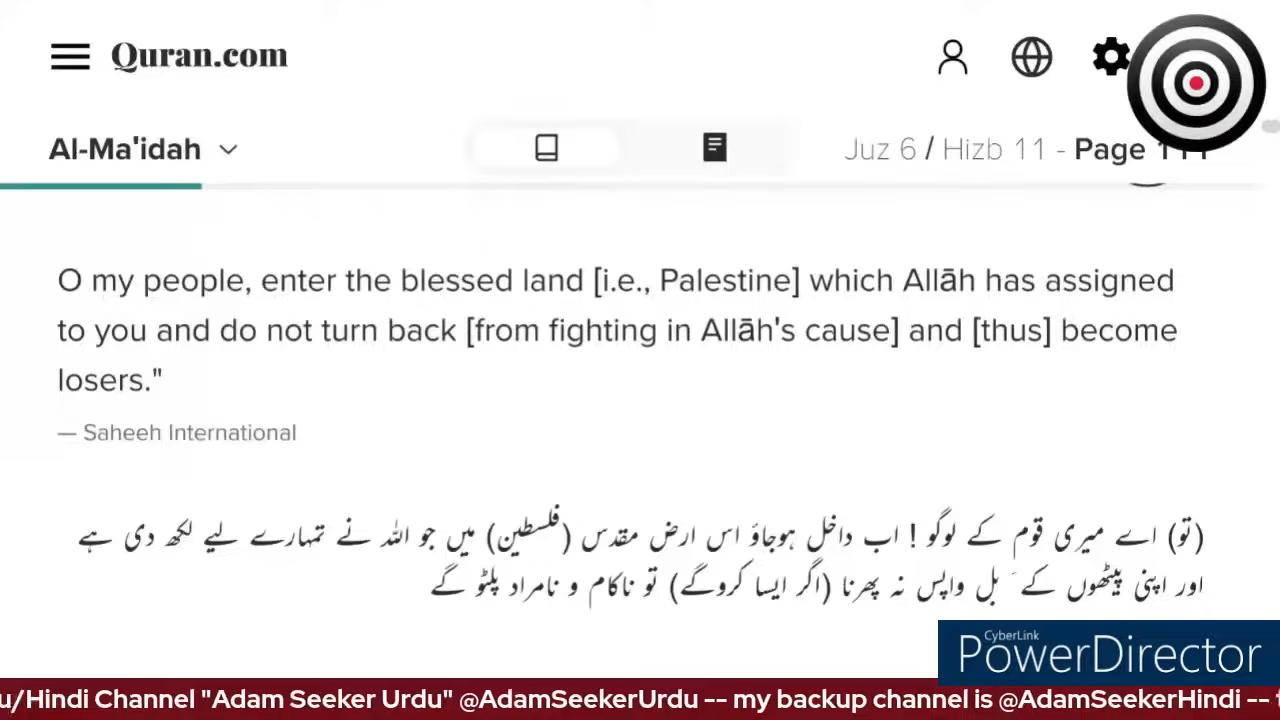 Quran.com
Al-Ma'idah
Juz 6 / Hizb 11 - Page 111
O my people, enter the blessed land [i.e., Palestine] which Allāh has assigned
to you and do not turn back [from fighting in Allāh's cause] and [thus] become
losers."
— Saheeh International
(تو) اے میری قوم کے لوگو ! اب داخل ہوجاؤ اس ارض مقدس (فلسطین) میں جو اللہ نے تمہارے لیے لکھ دی ہے
اور اپنی پیٹھوں کے َ بل واپس نہ پھرنا (اگر ایسا کروگے) تو ناکام و نامراد پلٹو گے
CyberLink
PowerDirector
u/Hindi Channel "Adam Seeker Urdu" @AdamSeekerUrdu -- my backup channel is @AdamSeekerHindi --